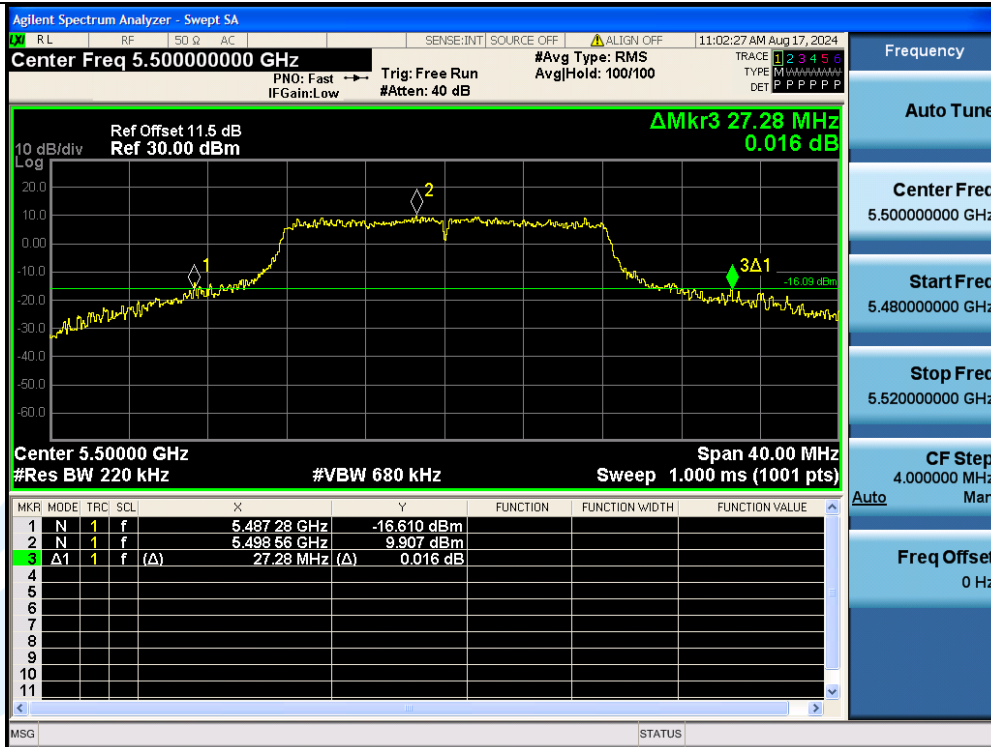 Agilent Spectrum Analyzer - Swept SA
LXI RL RF 50 Ω AC SENSE:INT SOURCE OFF ALIGN OFF 11:02:27 AM Aug 17, 2024
Center Freq 5.500000000 GHz
PNO: Fast
IFGain:Low
Trig: Free Run
#Atten: 40 dB
#Avg Type: RMS
Avg|Hold: 100/100
TRACE 1 2 3 4 5 6
TYPE M
DET P P P P P P
Ref Offset 11.5 dB
10 dB/div Ref 30.00 dBm
Log
ΔMkr3 27.28 MHz
0.016 dB
20.0
10.0
0.00
-10.0
-20.0
-30.0
-40.0
-50.0
-60.0
1
2
3Δ1
-16.09 dBm
Center 5.50000 GHz Span 40.00 MHz
#Res BW 220 kHz #VBW 680 kHz Sweep 1.000 ms (1001 pts)
MKR MODE TRC SCL X Y FUNCTION FUNCTION WIDTH FUNCTION VALUE
1 N 1 f 5.487 28 GHz -16.610 dBm
2 N 1 f 5.498 56 GHz 9.907 dBm
3 Δ1 1 f (Δ) 27.28 MHz (Δ) 0.016 dB
4
5
6
7
8
9
10
11
MSG STATUS
Frequency
Auto Tune
Center Freq
5.500000000 GHz
Start Freq
5.480000000 GHz
Stop Freq
5.520000000 GHz
CF Step
4.000000 MHz
Auto Man
Freq Offset
0 Hz